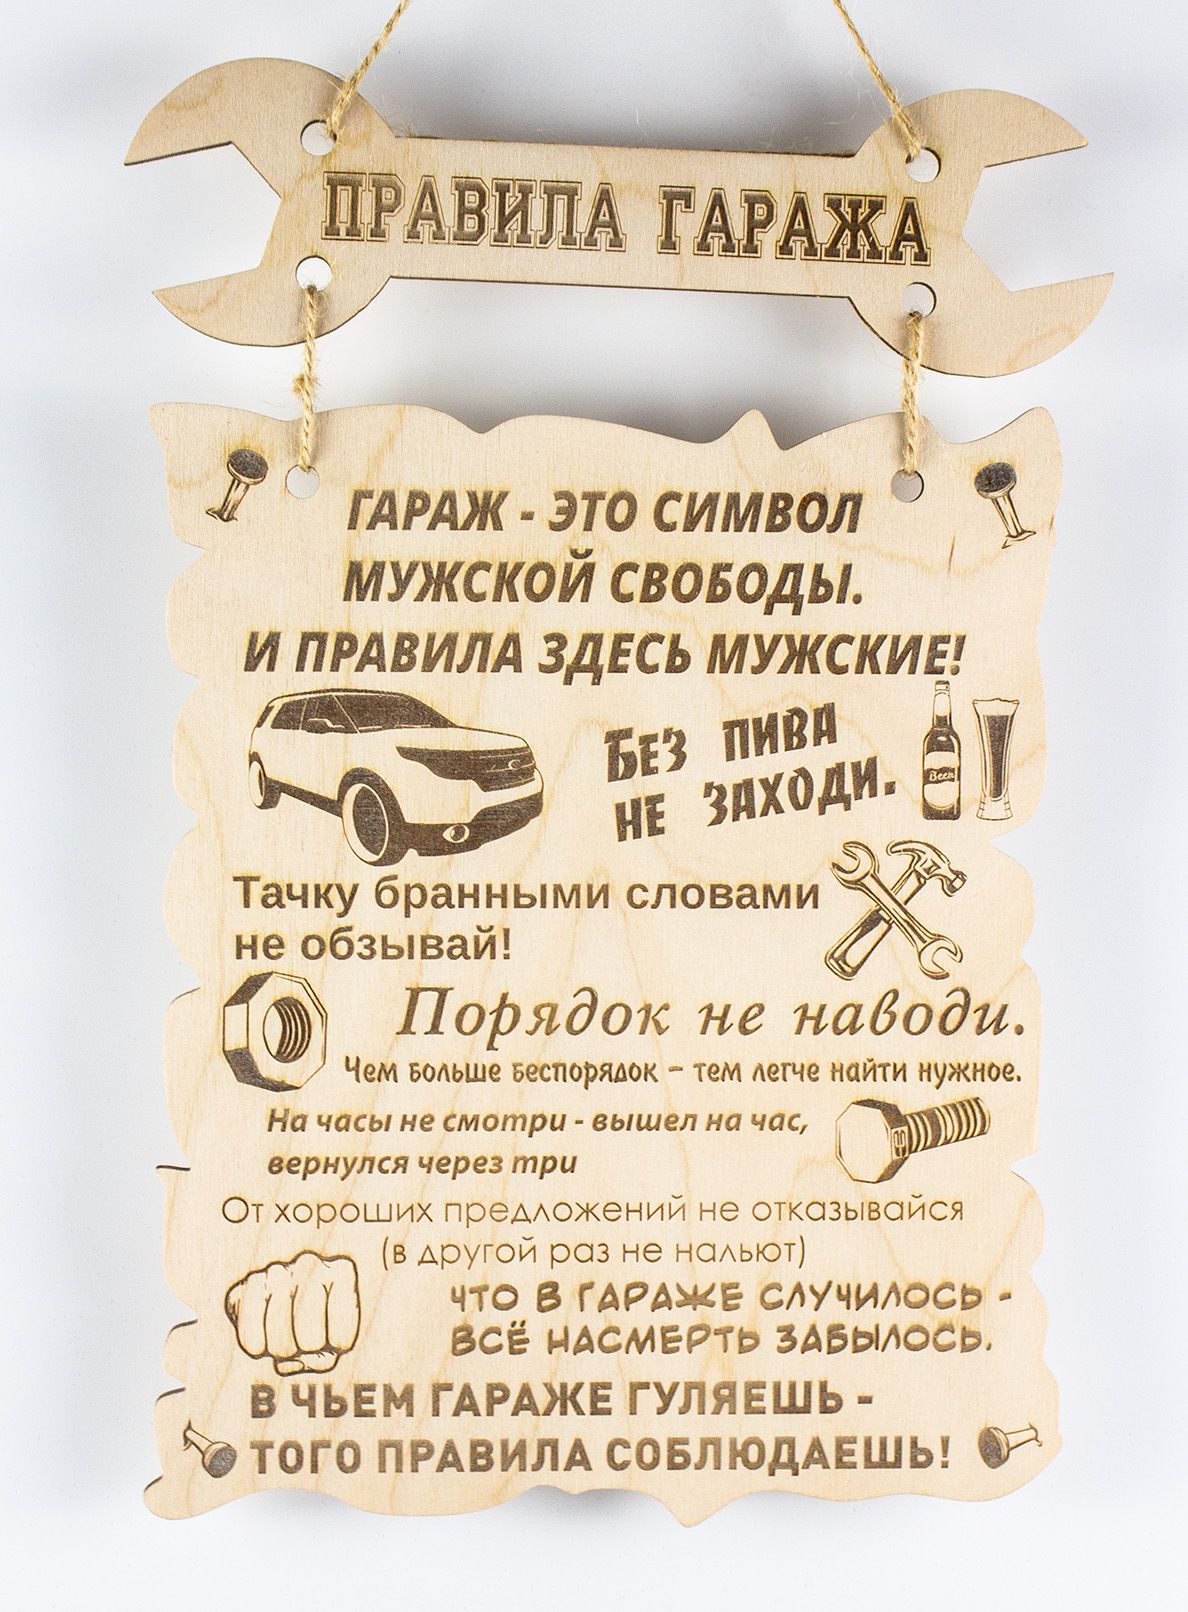 ПРАВИЛА ГАРАЖА
ГАРАЖ - ЭТО СИМВОЛ
МУЖСКОЙ СВОБОДЫ.
И ПРАВИЛА ЗДЕСЬ МУЖСКИЕ!
БЕЗ ПИВА
НЕ ЗАХОДИ.
Beer
Тачку бранными словами
не обзывай!
Порядок не наводи.
Чем больше беспорядок - тем легче найти нужное.
На часы не смотри - вышел на час,
вернулся через три
От хороших предложений не отказывайся
(в другой раз не нальют)
ЧТО В ГАРАЖЕ СЛУЧИЛОСЬ -
ВСЁ НАСМЕРТЬ ЗАБЫЛОСЬ.
В ЧЬЕМ ГАРАЖЕ ГУЛЯЕШЬ -
ТОГО ПРАВИЛА СОБЛЮДАЕШЬ!